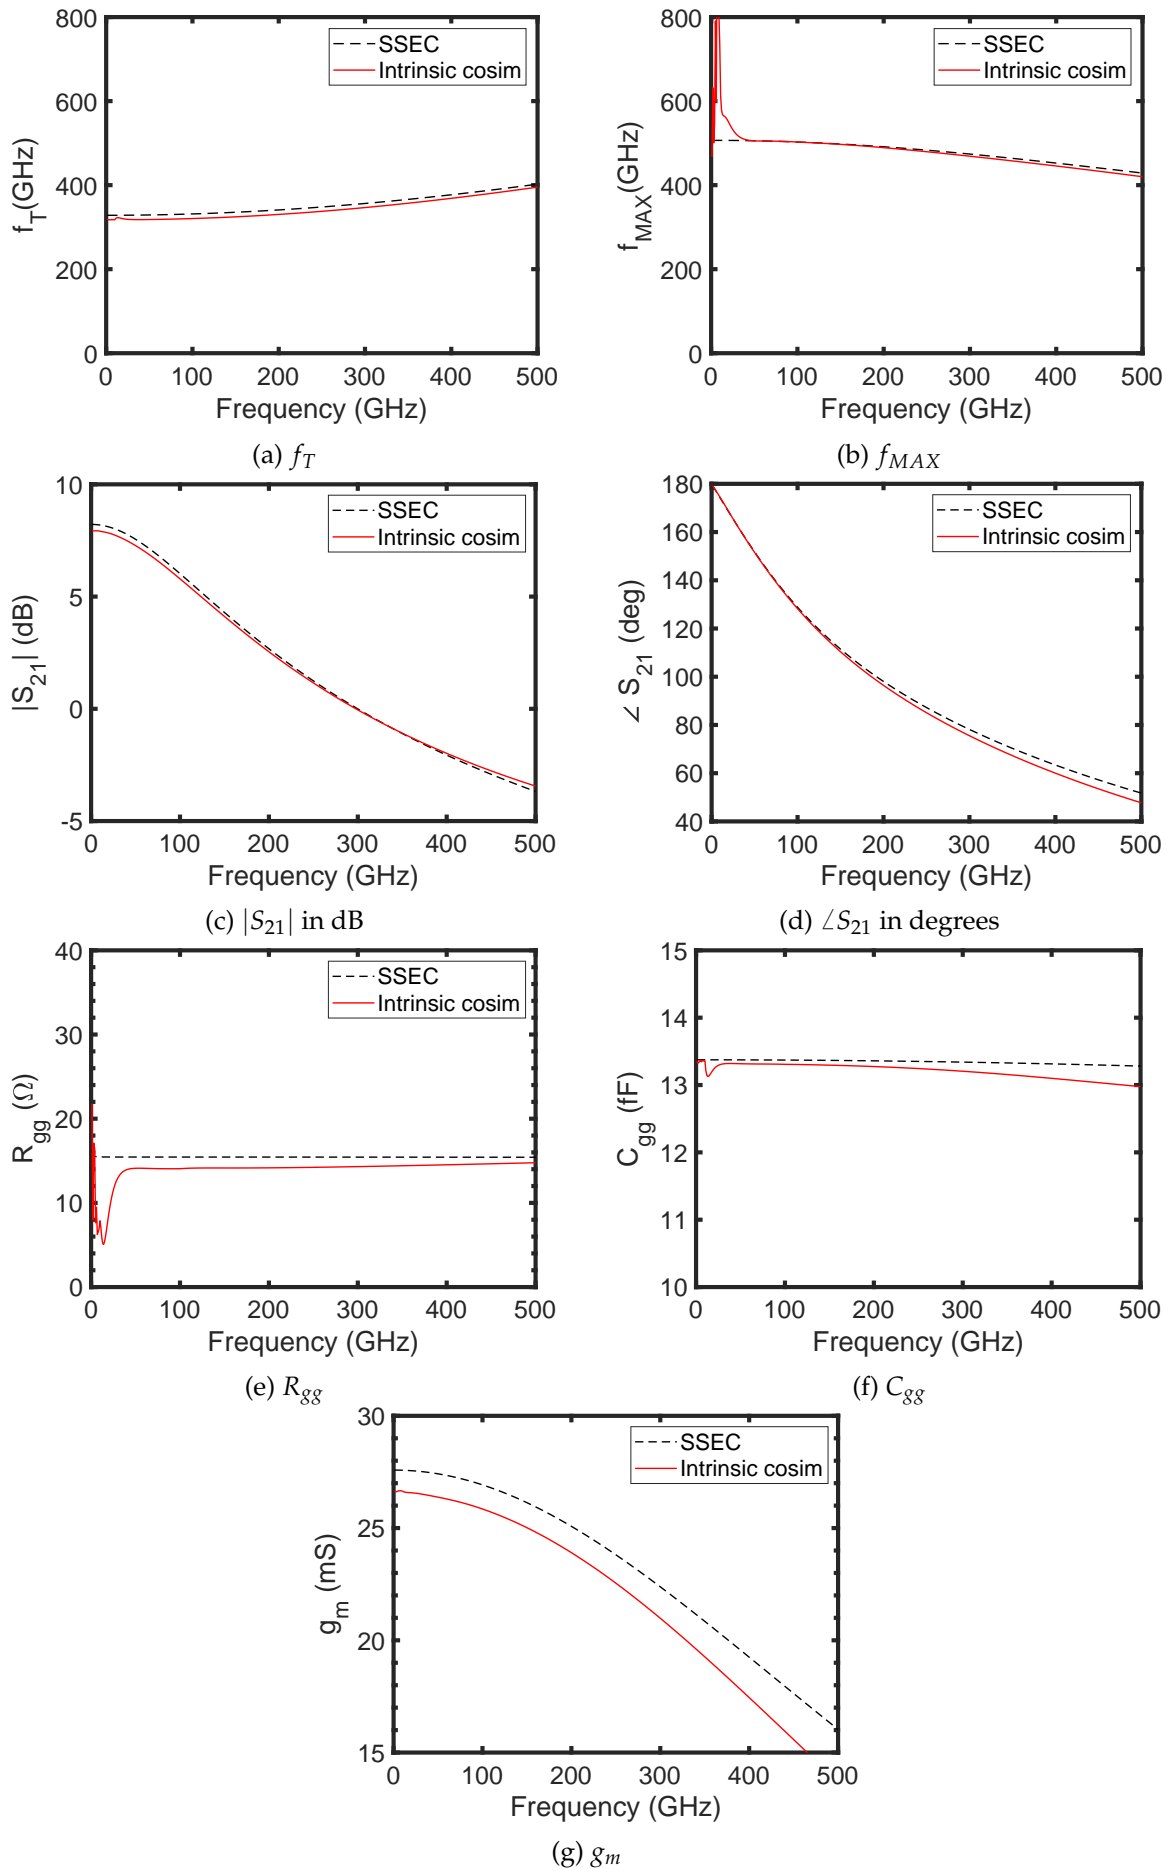 800
600
400
200
0
f_T(GHz)
SSEC
Intrinsic cosim
0 100 200 300 400 500
Frequency (GHz)
(a) f_T
800
600
400
200
0
f_MAX(GHz)
SSEC
Intrinsic cosim
0 100 200 300 400 500
Frequency (GHz)
(b) f_MAX
10
5
0
-5
|S_21| (dB)
SSEC
Intrinsic cosim
0 100 200 300 400 500
Frequency (GHz)
(c) |S_21| in dB
180
160
140
120
100
80
60
40
∠ S_21 (deg)
SSEC
Intrinsic cosim
0 100 200 300 400 500
Frequency (GHz)
(d) ∠S_21 in degrees
40
30
20
10
0
R_gg (Ω)
SSEC
Intrinsic cosim
0 100 200 300 400 500
Frequency (GHz)
(e) R_gg
15
14
13
12
11
10
C_gg (fF)
SSEC
Intrinsic cosim
0 100 200 300 400 500
Frequency (GHz)
(f) C_gg
30
25
20
15
g_m (mS)
SSEC
Intrinsic cosim
0 100 200 300 400 500
Frequency (GHz)
(g) g_m